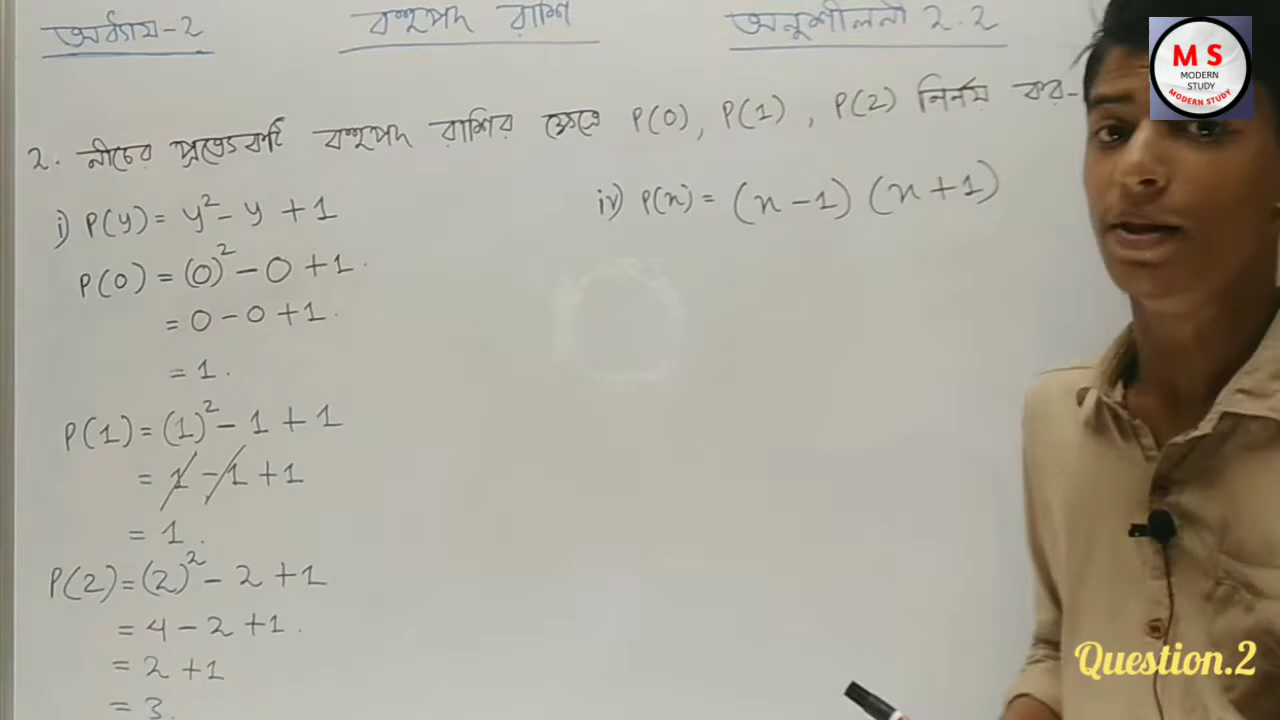 অধ্যায়-২ বহুপদ রাশি অনুশীলনী 2.2
2. নীচের প্রত্যেকটি বহুপদ রাশির ক্ষেত্রে P(0), P(1), P(2) নির্নয় কর-
i) P(y) = y² - y + 1
P(0) = (0)² - 0 + 1.
= 0 - 0 + 1.
= 1.
P(1) = (1)² - 1 + 1
= 1 - 1 + 1
= 1.
P(2) = (2)² - 2 + 1
= 4 - 2 + 1.
= 2 + 1
= 3.
iv) P(x) = (x - 1) (x + 1)
M S
MODERN
STUDY
MODERN STUDY
Question.2